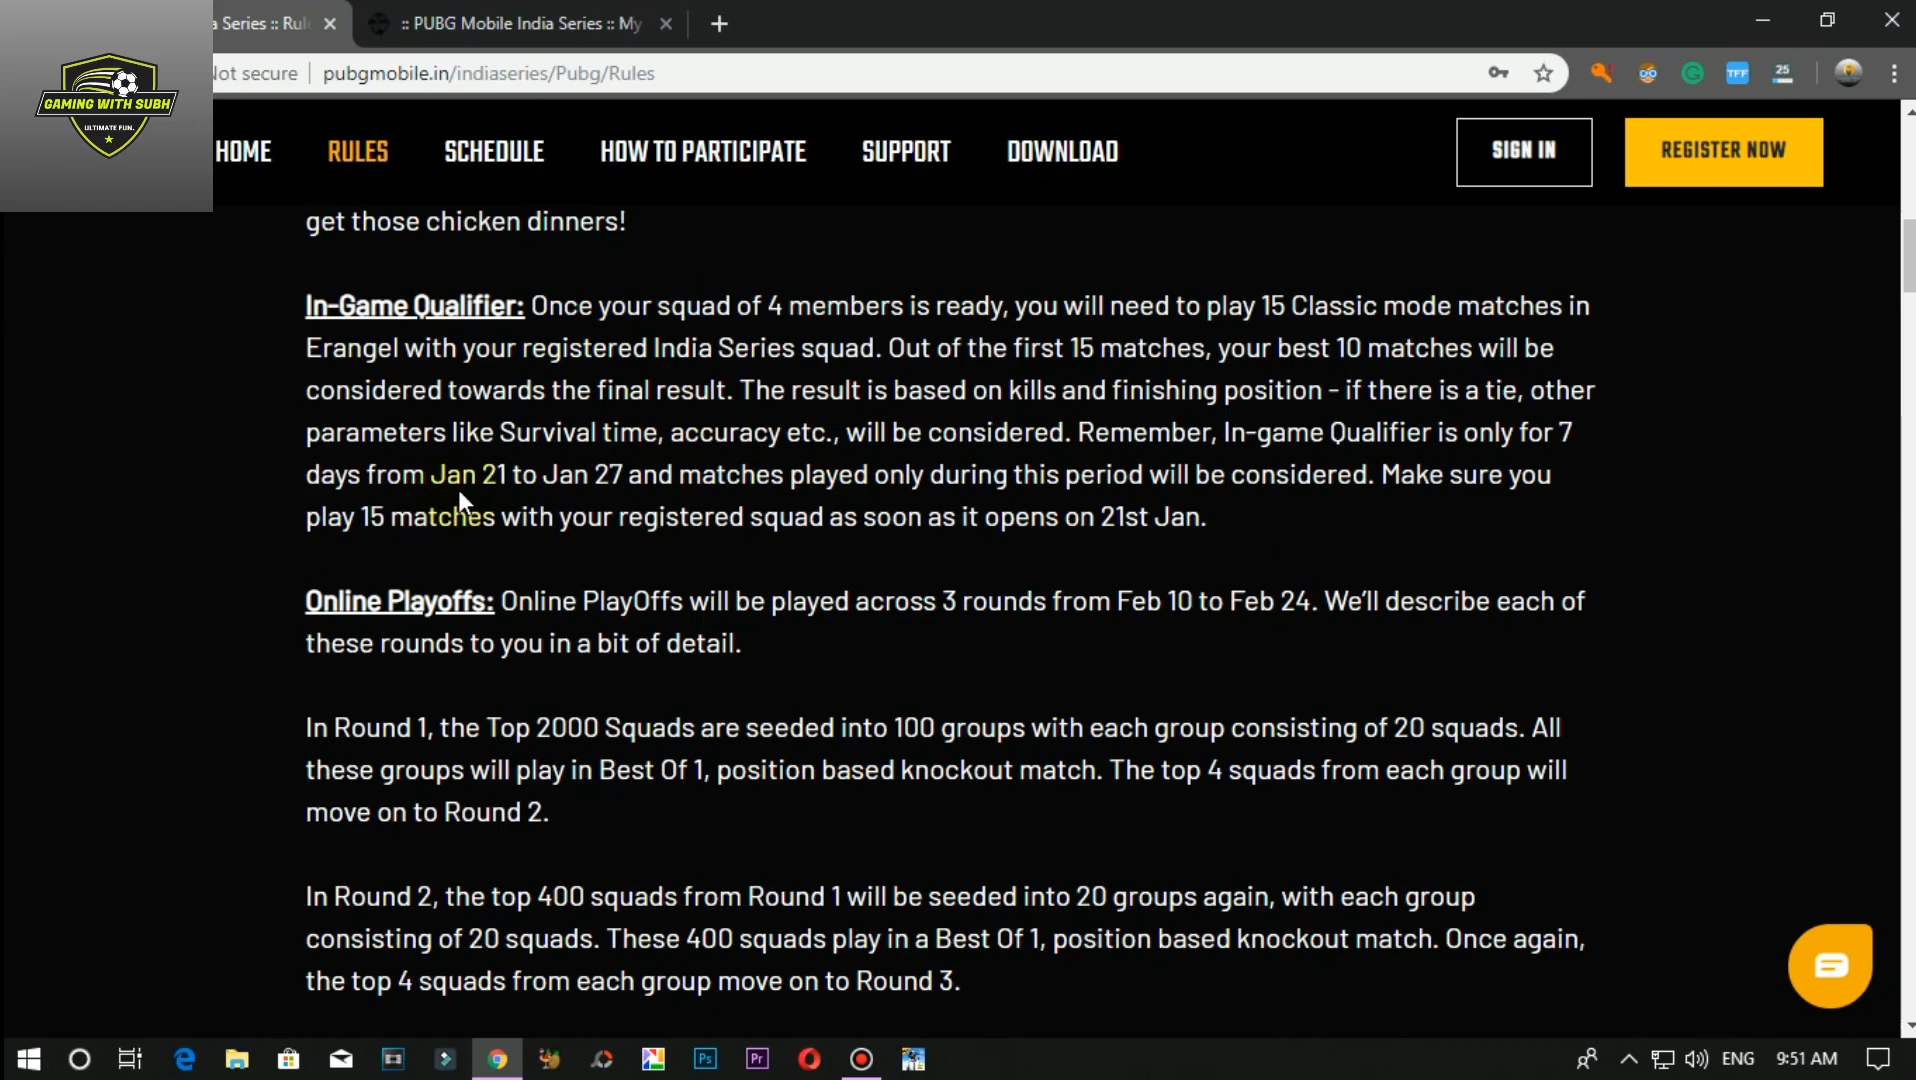 a Series :: Rul
:: PUBG Mobile India Series :: My
GAMING WITH SUBH
ULTIMATE FUN.
Not secure
pubgmobile.in/indiaseries/Pubg/Rules
TFF
25
HOME
RULES
SCHEDULE
HOW TO PARTICIPATE
SUPPORT
DOWNLOAD
SIGN IN
REGISTER NOW
get those chicken dinners!
In-Game Qualifier: Once your squad of 4 members is ready, you will need to play 15 Classic mode matches in
Erangel with your registered India Series squad. Out of the first 15 matches, your best 10 matches will be
considered towards the final result. The result is based on kills and finishing position - if there is a tie, other
parameters like Survival time, accuracy etc., will be considered. Remember, In-game Qualifier is only for 7
days from Jan 21 to Jan 27 and matches played only during this period will be considered. Make sure you
play 15 matches with your registered squad as soon as it opens on 21st Jan.
Online Playoffs: Online PlayOffs will be played across 3 rounds from Feb 10 to Feb 24. We'll describe each of
these rounds to you in a bit of detail.
In Round 1, the Top 2000 Squads are seeded into 100 groups with each group consisting of 20 squads. All
these groups will play in Best Of 1, position based knockout match. The top 4 squads from each group will
move on to Round 2.
In Round 2, the top 400 squads from Round 1 will be seeded into 20 groups again, with each group
consisting of 20 squads. These 400 squads play in a Best Of 1, position based knockout match. Once again,
the top 4 squads from each group move on to Round 3.
Ps
Pr
ENG
9:51 AM